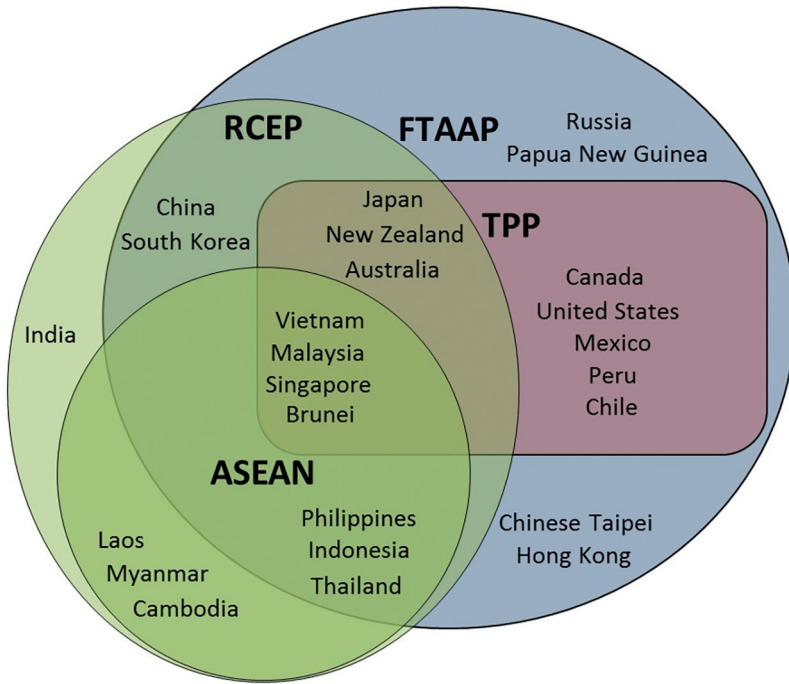 RCEP
FTAAP
Russia
Papua New Guinea
China
South Korea
Japan
New Zealand
Australia
TPP
Canada
United States
Mexico
Peru
Chile
India
Vietnam
Malaysia
Singapore
Brunei
ASEAN
Laos
Myanmar
Cambodia
Philippines
Indonesia
Thailand
Chinese Taipei
Hong Kong